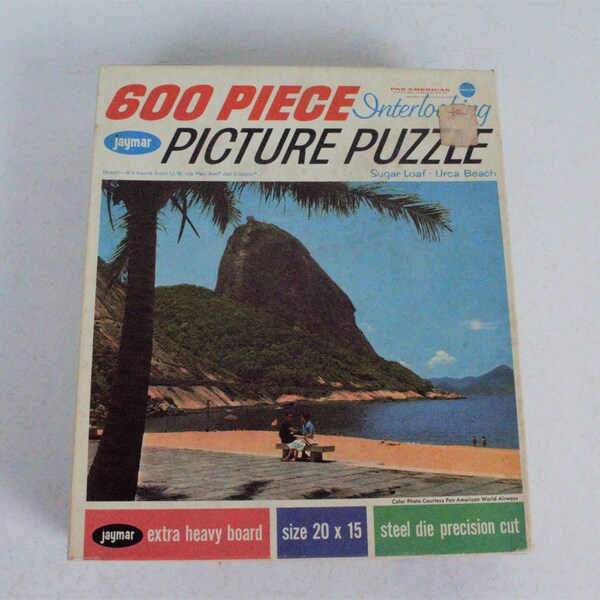 600 PIECE Interlocking
PAN AMERICAN
jaymar PICTURE PUZZLE
Sugar Loaf · Urca Beach
Color Photo Courtesy Pan American World Airways
jaymar extra heavy board
size 20 x 15
steel die precision cut